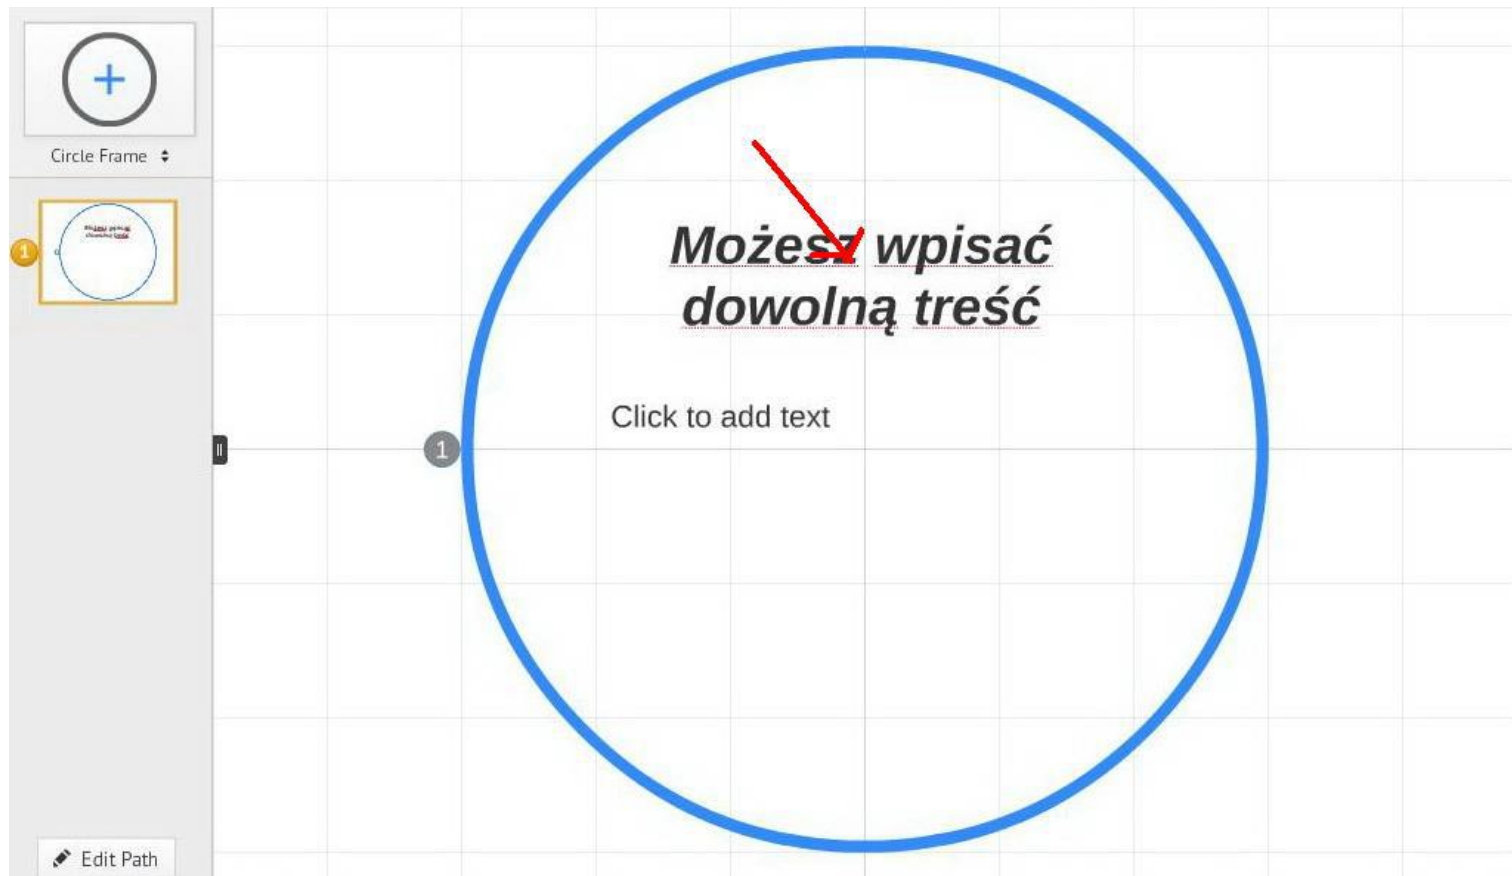 Circle Frame
1
Możesz wpisać
dowolną treść
Click to add text
1
Edit Path